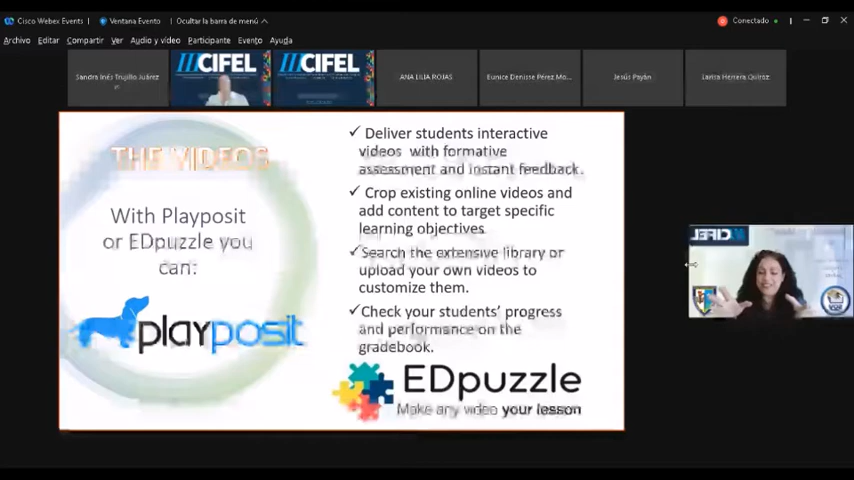 Cisco Webex Events
Ventana Evento
Ocultar la barra de menú
Conectado
Archivo Editar Compartir Ver Audio y vídeo Participante Evento Ayuda
Sandra Inés Trujillo Juárez
IIICIFEL
IIICIFEL
ANA LILIA ROJAS
Eunice Denisse Pérez Mo...
Jesús Payán
Larisa Herrera Quiroz
THE VIDEOS
With Playposit
or EDpuzzle you
can:
playposit
✓ Deliver students interactive
videos with formative
assessment and instant feedback.
✓ Crop existing online videos and
add content to target specific
learning objectives
✓ Search the extensive library or
upload your own videos to
customize them.
✓ Check your students' progress
and performance on the
gradebook.
EDpuzzle
Make any video your lesson
IIICIFEL